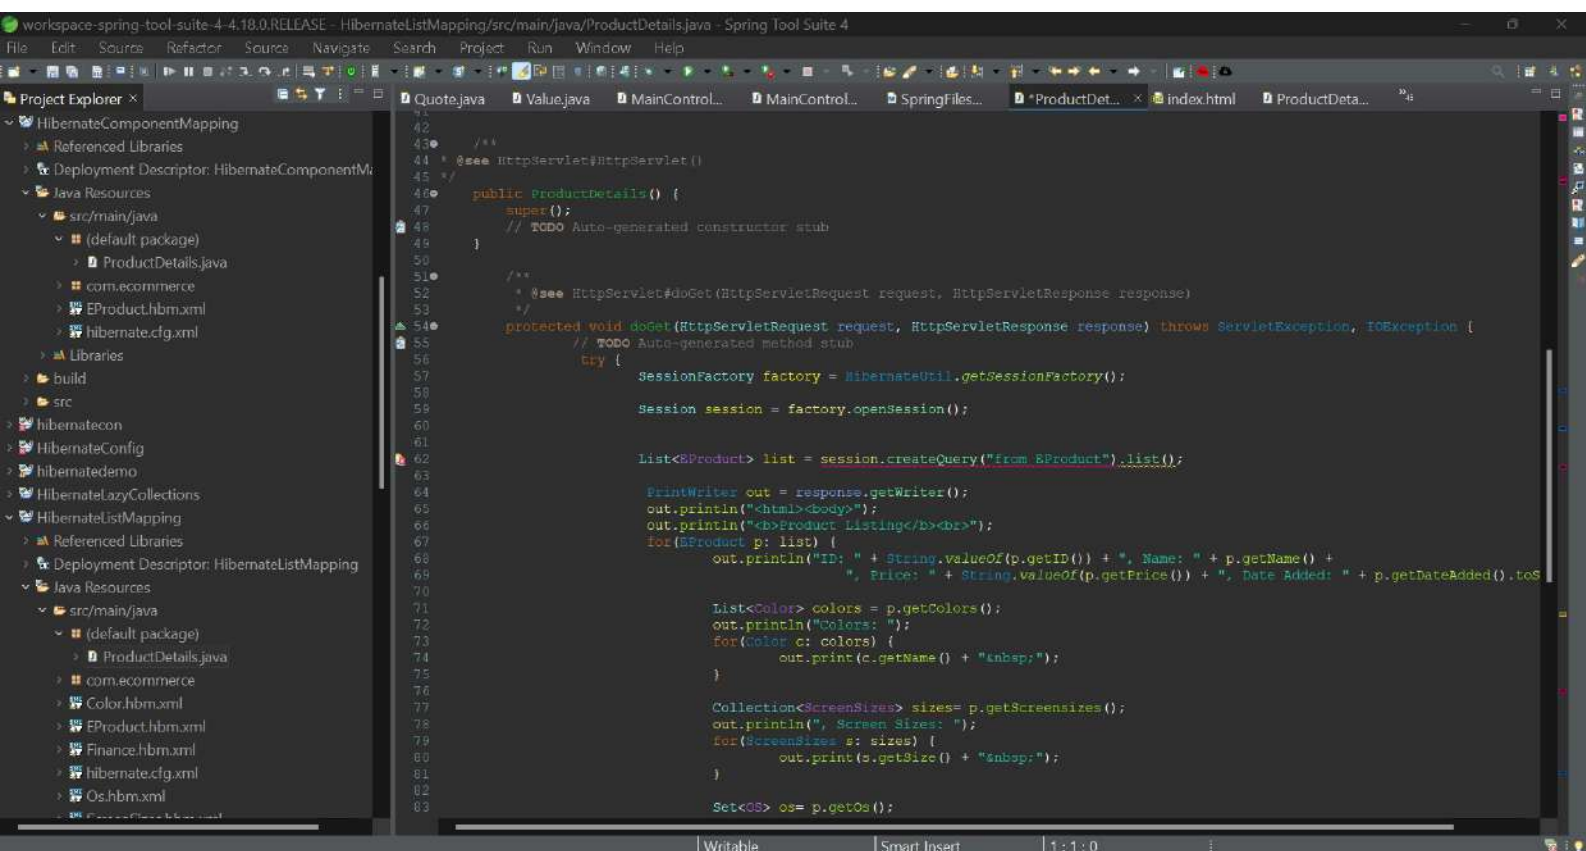 workspace-spring-tool-suite-4-4.18.0.RELEASE - HibernateListMapping/src/main/java/ProductDetails.java - Spring Tool Suite 4
File Edit Source Refactor Source Navigate Search Project Run Window Help
Project Explorer ×
Quote.java Value.java MainControl... MainControl... SpringFiles... *ProductDet... × index.html ProductDeta... »
HibernateComponentMapping
Referenced Libraries
Deployment Descriptor: HibernateComponentMa
Java Resources
src/main/java
(default package)
ProductDetails.java
com.ecommerce
EProduct.hbm.xml
hibernate.cfg.xml
Libraries
build
src
hibernatecon
HibernateConfig
hibernatedemo
HibernateLazyCollections
HibernateListMapping
Referenced Libraries
Deployment Descriptor: HibernateListMapping
Java Resources
src/main/java
(default package)
ProductDetails.java
com.ecommerce
Color.hbm.xml
EProduct.hbm.xml
Finance.hbm.xml
hibernate.cfg.xml
Os.hbm.xml
41
42
43 /**
44 * @see HttpServlet#HttpServlet()
45 */
46 public ProductDetails() {
47 super();
48 // TODO Auto-generated constructor stub
49 }
50
51 /**
52 * @see HttpServlet#doGet(HttpServletRequest request, HttpServletResponse response)
53 */
54 protected void doGet(HttpServletRequest request, HttpServletResponse response) throws ServletException, IOException {
55 // TODO Auto-generated method stub
56 try {
57 SessionFactory factory = HibernateUtil.getSessionFactory();
58
59 Session session = factory.openSession();
60
61
62 List<EProduct> list = session.createQuery("from EProduct").list();
63
64 PrintWriter out = response.getWriter();
65 out.println("<html><body>");
66 out.println("<b>Product Listing</b><br>");
67 for(EProduct p: list) {
68 out.println("ID: " + String.valueOf(p.getID()) + ", Name: " + p.getName() +
69 ", Price: " + String.valueOf(p.getPrice()) + ", Date Added: " + p.getDateAdded().toS
70
71 List<Color> colors = p.getColors();
72 out.println("Colors: ");
73 for(Color c: colors) {
74 out.print(c.getName() + "&nbsp;");
75 }
76
77 Collection<ScreenSizes> sizes= p.getScreensizes();
78 out.println(", Screen Sizes: ");
79 for(ScreenSizes s: sizes) {
80 out.print(s.getSize() + "&nbsp;");
81 }
82
83 Set<OS> os= p.getOs();
Writable Smart Insert 1 : 1 : 0